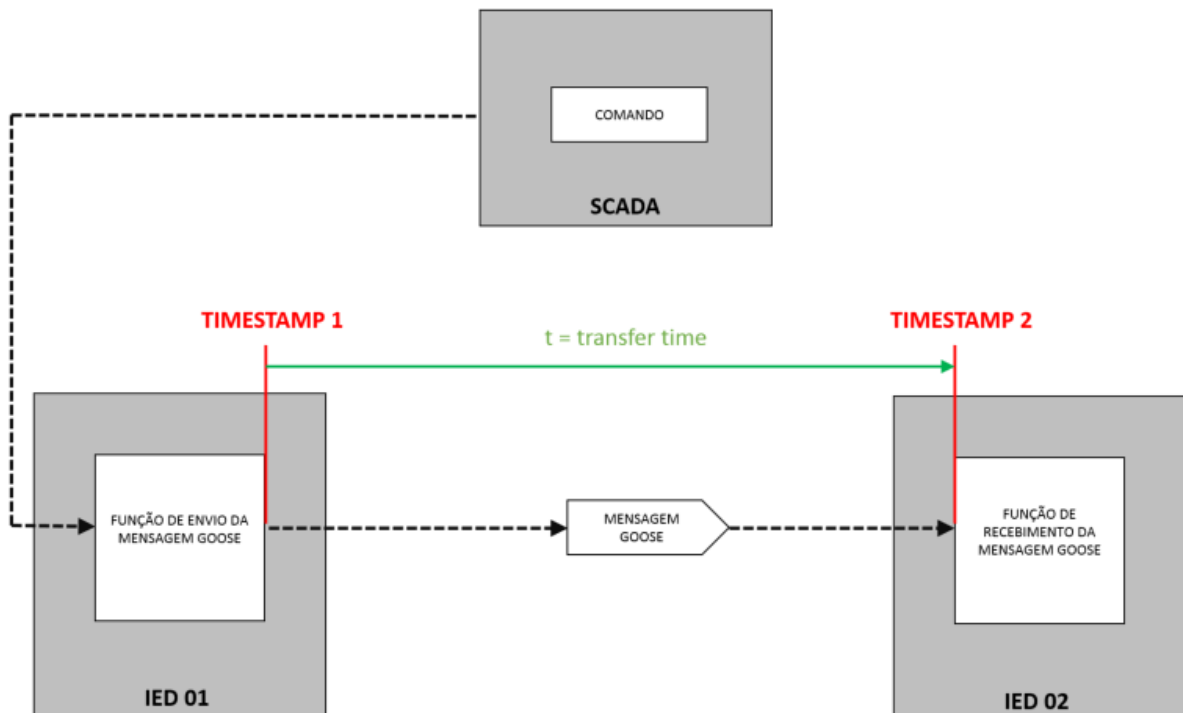 COMANDO
SCADA
TIMESTAMP 1
TIMESTAMP 2
t = transfer time
FUNÇÃO DE ENVIO DA
MENSAGEM GOOSE
MENSAGEM
GOOSE
FUNÇÃO DE
RECEBIMENTO DA
MENSAGEM GOOSE
IED 01
IED 02